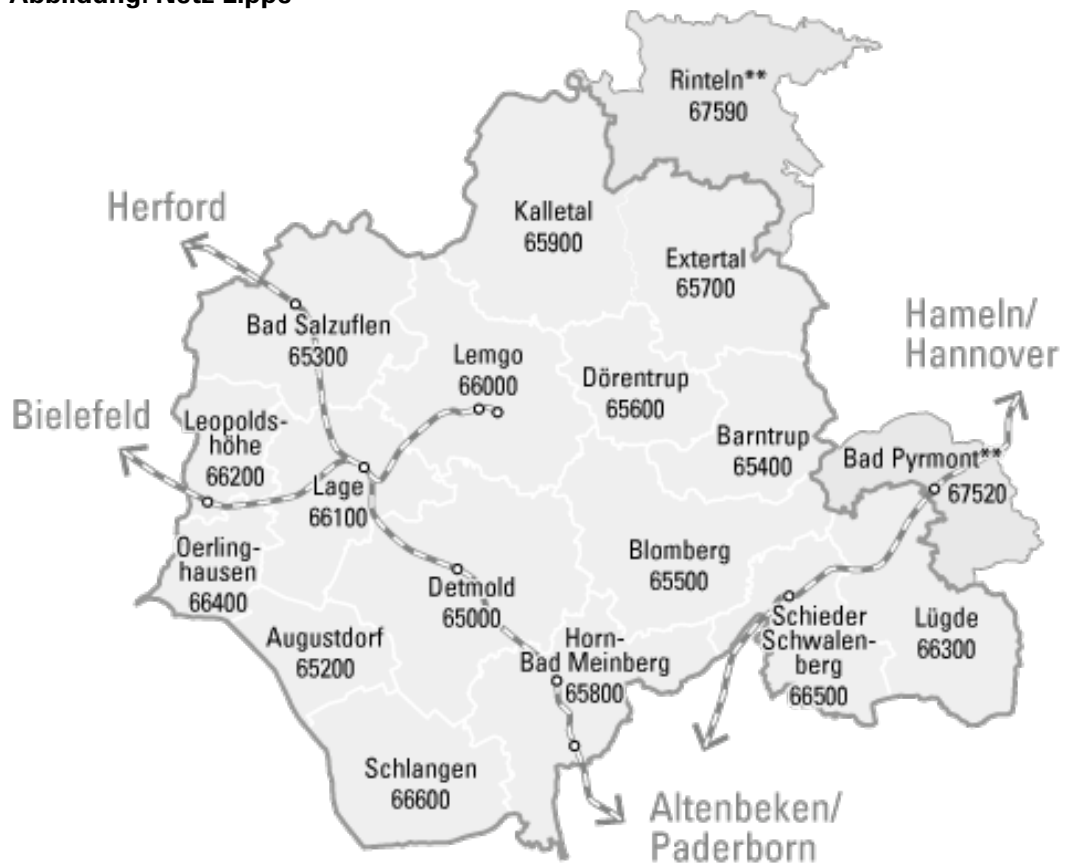 Abbildung: Netz Lippe
Rinteln**
67590
Herford
Kalletal
65900
Extertal
65700
Hameln/
Hannover
Bad Salzuflen
65300
Lemgo
66000
Dörentrup
65600
Bielefeld
Leopolds-
höhe
66200
Barntrup
65400
Bad Pyrmont**
67520
Lage
66100
Oerling-
hausen
66400
Blomberg
65500
Detmold
65000
Schieder
Schwalen-
berg
66500
Lügde
66300
Augustdorf
65200
Horn-
Bad Meinberg
65800
Schlangen
66600
Altenbeken/
Paderborn